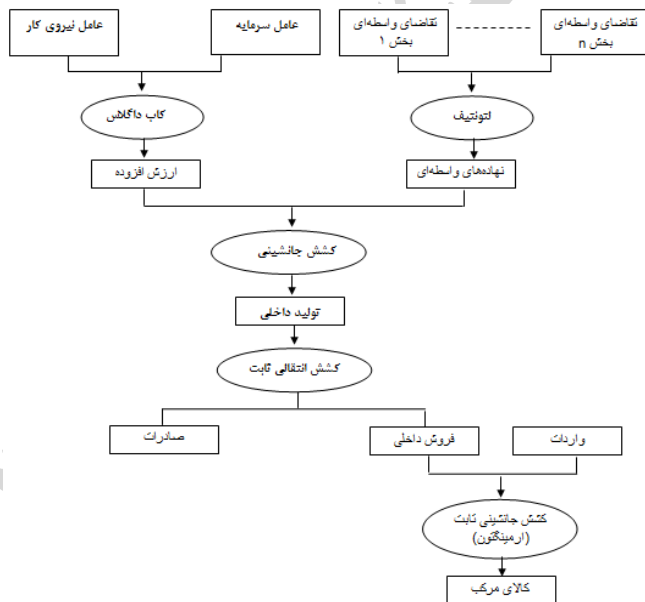 عامل نیروی کار
عامل سرمایه
تقاضای واسطه‌ای
بخش ۱
تقاضای واسطه‌ای
بخش n
کاب داگلاس
لئونتیف
ارزش افزوده
نهاده‌های واسطه‌ای
کشش جانشینی
تولید داخلی
کشش انتقالی ثابت
صادرات
فروش داخلی
واردات
کشش جانشینی ثابت
(ارمینگتون)
کالای مرکب